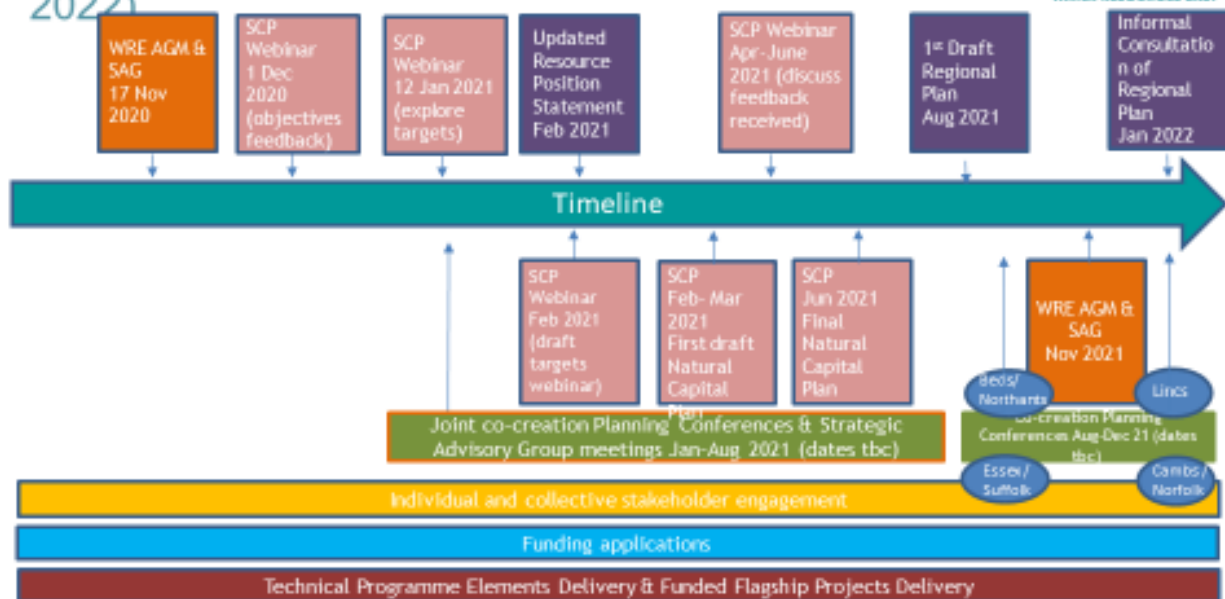 2022)
WRE AGM &
SAG
17 Nov
2020
SCP
Webinar
1 Dec
2020
(objectives
feedback)
SCP
Webinar
12 Jan 2021
(explore
targets)
Updated
Resource
Position
Statement
Feb 2021
SCP Webinar
Apr-June
2021 (discuss
feedback
received)
1st Draft
Regional
Plan
Aug 2021
Informal
Consultatio
n of
Regional
Plan
Jan 2022
Timeline
SCP
Webinar
Feb 2021
(draft
targets
webinar)
SCP
Feb- Mar
2021
First draft
Natural
Capital
Plan
SCP
Jun 2021
Final
Natural
Capital
Plan
WRE AGM &
SAG
Nov 2021
Beds/
Northants
Lincs
Joint co-creation Planning Conferences & Strategic
Advisory Group meetings Jan-Aug 2021 (dates tbc)
Co-creation Planning
Conferences Aug-Dec 21 (dates
tbc)
Essex/
Suffolk
Cambs/
Norfolk
Individual and collective stakeholder engagement
Funding applications
Technical Programme Elements Delivery & Funded Flagship Projects Delivery